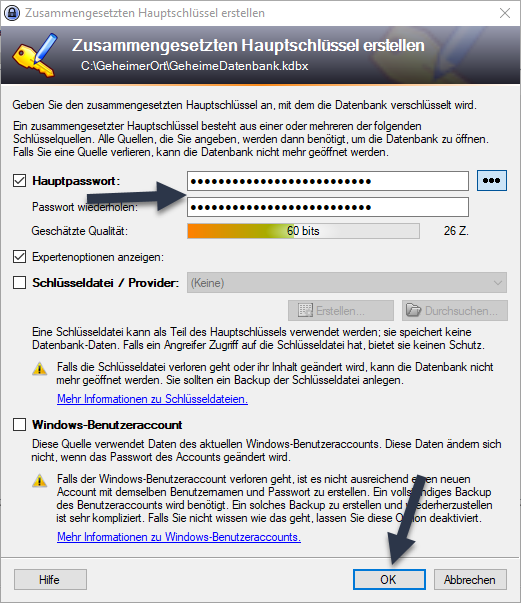 Zusammengesetzten Hauptschlüssel erstellen
Zusammengesetzten Hauptschlüssel erstellen
C:\GeheimerOrt\GeheimeDatenbank.kdbx
Geben Sie den zusammengesetzten Hauptschlüssel an, mit dem die Datenbank verschlüsselt wird.
Ein zusammengesetzter Hauptschlüssel besteht aus einer oder mehreren der folgenden
Schlüsselquellen. Alle Quellen, die Sie angeben, werden dann benötigt, um die Datenbank zu öffnen.
Falls Sie eine Quelle verlieren, kann die Datenbank nicht mehr geöffnet werden.
Hauptpasswort:
Passwort wiederholen:
Geschätzte Qualität: 60 bits 26 Z.
Expertenoptionen anzeigen:
Schlüsseldatei / Provider: (Keine)
Erstellen... Durchsuchen...
Eine Schlüsseldatei kann als Teil des Hauptschlüssels verwendet werden; sie speichert keine
Datenbank-Daten. Falls ein Angreifer Zugriff auf die Schlüsseldatei hat, bietet sie keinen Schutz.
Falls die Schlüsseldatei verloren geht oder ihr Inhalt geändert wird, kann die Datenbank nicht
mehr geöffnet werden. Sie sollten ein Backup der Schlüsseldatei anlegen.
Mehr Informationen zu Schlüsseldateien.
Windows-Benutzeraccount
Diese Quelle verwendet Daten des aktuellen Windows-Benutzeraccounts. Diese Daten ändern sich
nicht, wenn das Passwort des Accounts geändert wird.
Falls der Windows-Benutzeraccount verloren geht, ist es nicht ausreichend einen neuen
Account mit demselben Benutzernamen und Passwort zu erstellen. Ein vollständiges Backup
des Benutzeraccounts wird benötigt. Ein solches Backup zu erstellen und wiederherzustellen
ist sehr kompliziert. Falls Sie nicht wissen wie das geht, lassen Sie diese Option deaktiviert.
Mehr Informationen zu Windows-Benutzeraccounts.
Hilfe OK Abbrechen